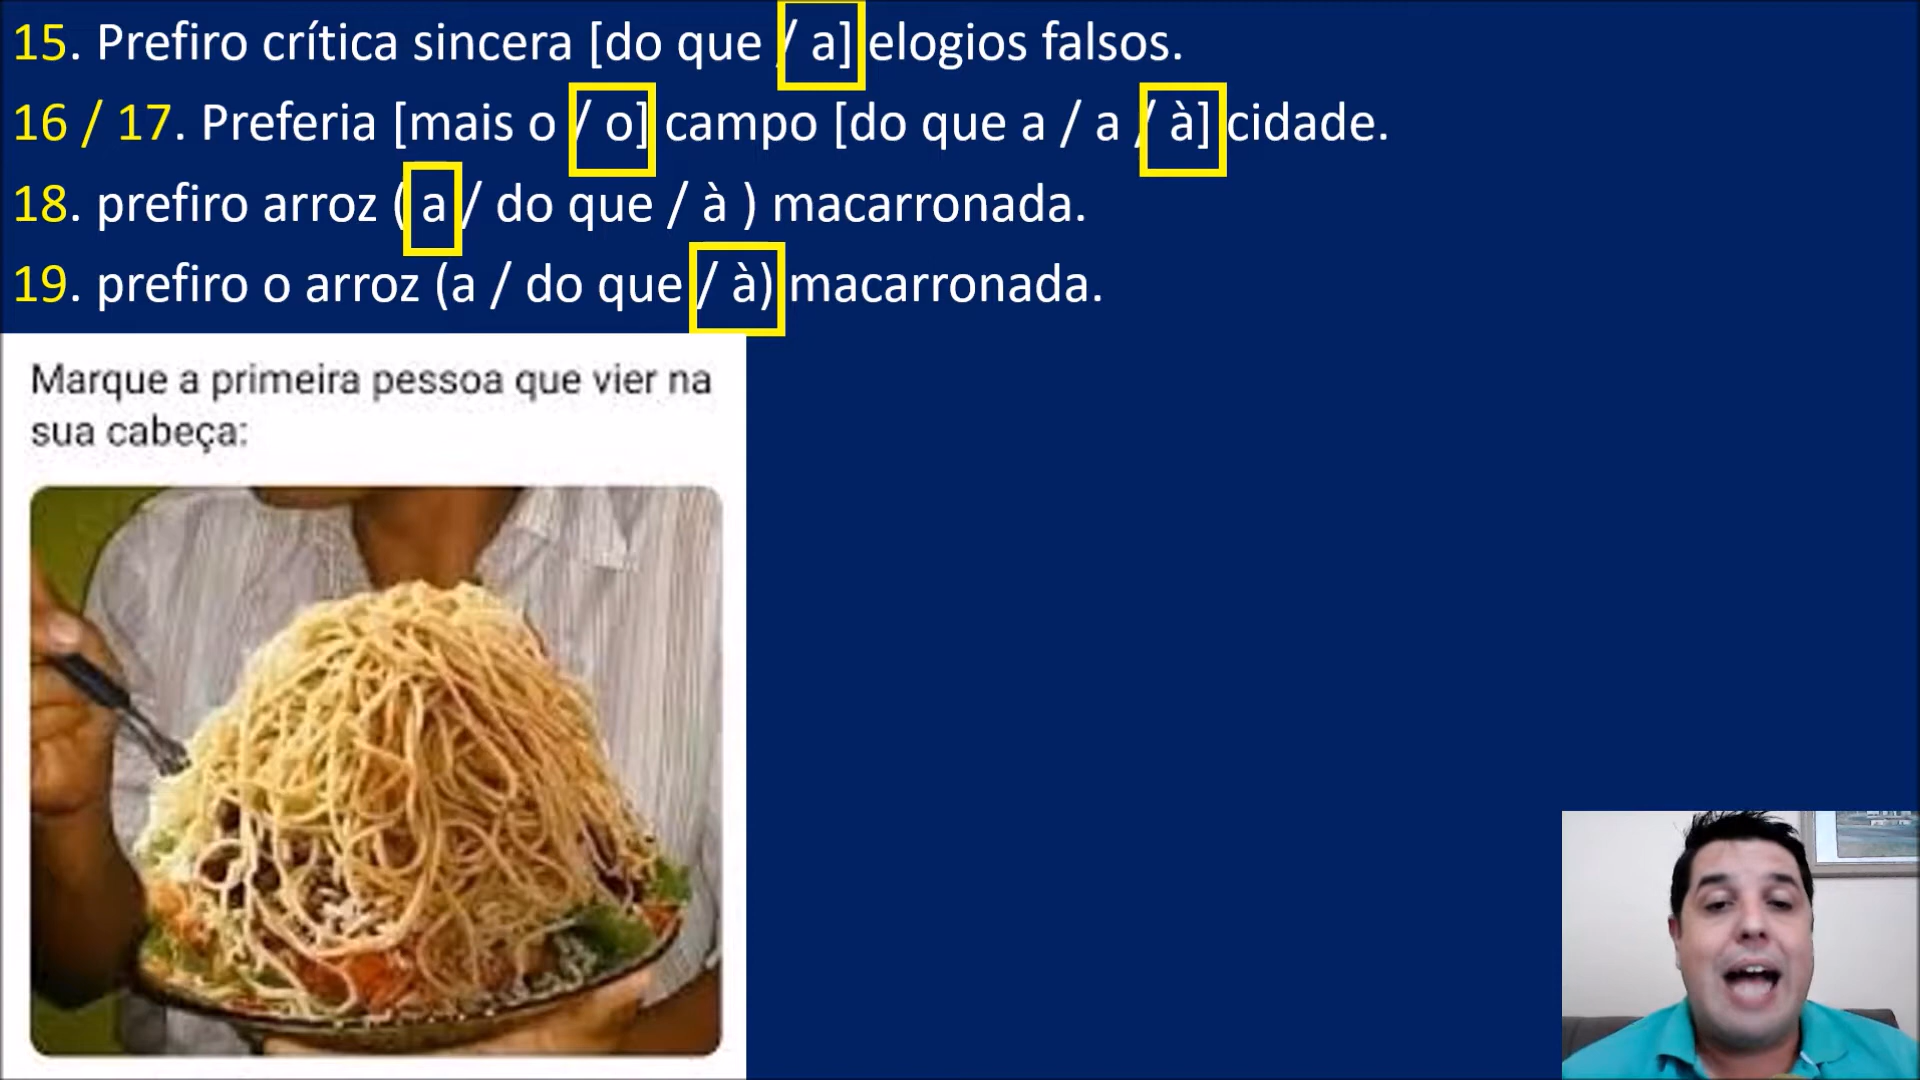 15. Prefiro crítica sincera [do que / a] elogios falsos.
16 / 17. Preferia [mais o / o] campo [do que a / a / à] cidade.
18. prefiro arroz ( a / do que / à ) macarronada.
19. prefiro o arroz (a / do que / à) macarronada.
Marque a primeira pessoa que vier na
sua cabeça: